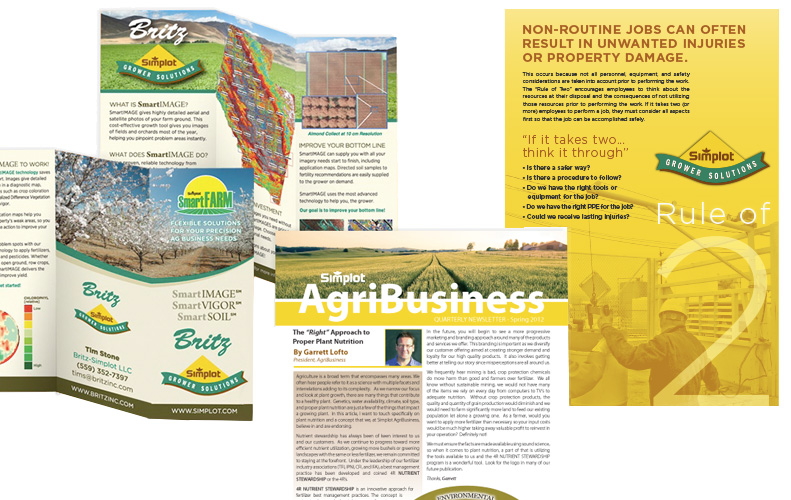 Britz
Simplot
GROWER SOLUTIONS
WHAT IS SmartIMAGE?
SmartIMAGE gives highly detailed aerial and
satellite photos of your farm ground. This
cost-effective grower tool gives you images
of fields and orchards most of the year,
helping you pinpoint problem areas instantly.
WHAT DOES SmartIMAGE DO?
proven, reliable technology from
Almond Collect at 10 cm Resolution
IMPROVE YOUR BOTTOM LINE
SmartIMAGE can supply you with all your
imagery needs start to finish, including
application maps. Directed soil samples to
fertility recommendations are easily supplied
to the grower on demand.
SmartIMAGE uses the most advanced
technology to help you, the grower.
Our goal is to improve your bottom line!
IMAGE TO WORK!
IMAGE technology saves
Images give detailed
in a diagnostic map,
such as crop coloration
alized Difference Vegetation
vigor.
ication maps help you
operty's weak areas, so you
action to improve your
oblem spots with our
nology to apply fertilizers,
and pesticides. Whether
open ground, row crops,
SmartIMAGE delivers the
improve yield.
get started!
Low
High
SmartFARM
FLEXIBLE SOLUTIONS
FOR YOUR PRECISION
AG BUSINESS NEEDS
Britz
Simplot
GROWER SOLUTIONS
SmartIMAGE℠
SmartVIGOR℠
SmartSOIL℠
Tim Stone
Britz-Simplot LLC
(559) 352-7397
tims@britzinc.com
WWW.BRITZINC.COM
Britz
Simplot
GROWER SOLUTIONS
WWW.SIMPLOT.COM
NON-ROUTINE JOBS CAN OFTEN
RESULT IN UNWANTED INJURIES
OR PROPERTY DAMAGE.
This occurs because not all personnel, equipment, and safety
considerations are taken into account prior to performing the work.
The "Rule of Two" encourages employees to think about the
resources at their disposal and the consequences of not utilizing
those resources prior to performing the work. If it takes two (or
more) employees to perform a job, they must consider all aspects
first so that the job can be accomplished safely.
"If it takes two...
think it through"
• Is there a safer way?
• Is there a procedure to follow?
• Do we have the right tools or
equipment for the job?
• Do we have the right PPE for the job?
• Could we receive lasting injuries?
Simplot
GROWER SOLUTIONS
Rule of
2
Simplot
AgriBusiness
QUARTERLY NEWSLETTER • Spring 2012
The "Right" Approach to
Proper Plant Nutrition
By Garrett Lofto
President, AgriBusiness
Agriculture is a broad term that encompasses many areas. We
often hear people refer to it as a science with multiple facets and
interrelations adding to its complexity. As we narrow our focus
and look at plant growth, there are many things that contribute
to a healthy plant. Genetics, water availability, climate, soil type,
and proper plant nutrition are just a few of the things that impact
a growing plant. In this article, I want to touch specifically on
plant nutrition and a concept that we, at Simplot AgriBusiness,
believe in and are endorsing.
Nutrient stewardship has always been of keen interest to us
and our customers. As we continue to progress toward more
efficient nutrient utilization, growing more bushels or growing
landscapes with the same or less fertilizer, we remain committed
to staying at the forefront. Under the leadership of our fertilizer
industry associations (TFI, IPNI, CFI, and IFA), a best management
practice has been developed and coined 4R NUTRIENT
STEWARDSHIP or the 4R's.
4R NUTRIENT STEWARDSHIP is an innovative approach for
fertilizer best management practices. The concept is
In the future, you will begin to see a more progressive
marketing and branding approach around many of the products
and services we offer. This branding is important as we diversify
our customer offering aimed at creating stronger demand and
loyalty for our high quality products. It also involves getting
better at telling our story since misperceptions are all around us.
We frequently hear mining is bad, crop protection chemicals
do more harm than good and farmers over fertilize. We all
know without sustainable mining, we would not have many
of the items we rely on every day from computers to TV's to
adequate nutrition. Without crop protection products, the
quality and quantity of grain production would diminish and we
would need to farm significantly more land to feed our existing
population let alone a growing one. As a farmer, would you
want to apply more fertilizer than necessary so your input costs
would be much higher taking away valuable profit to reinvest in
your operation? Definitely not!
We must ensure the facts are made available using sound science,
so when it comes to plant nutrition, a part of that is utilizing
the tools available to us and the 4R NUTRIENT STEWARDSHIP
program is a wonderful tool. Look for the logo in many of our
future publication.
Thanks, Garrett
ENVIRONMENTAL